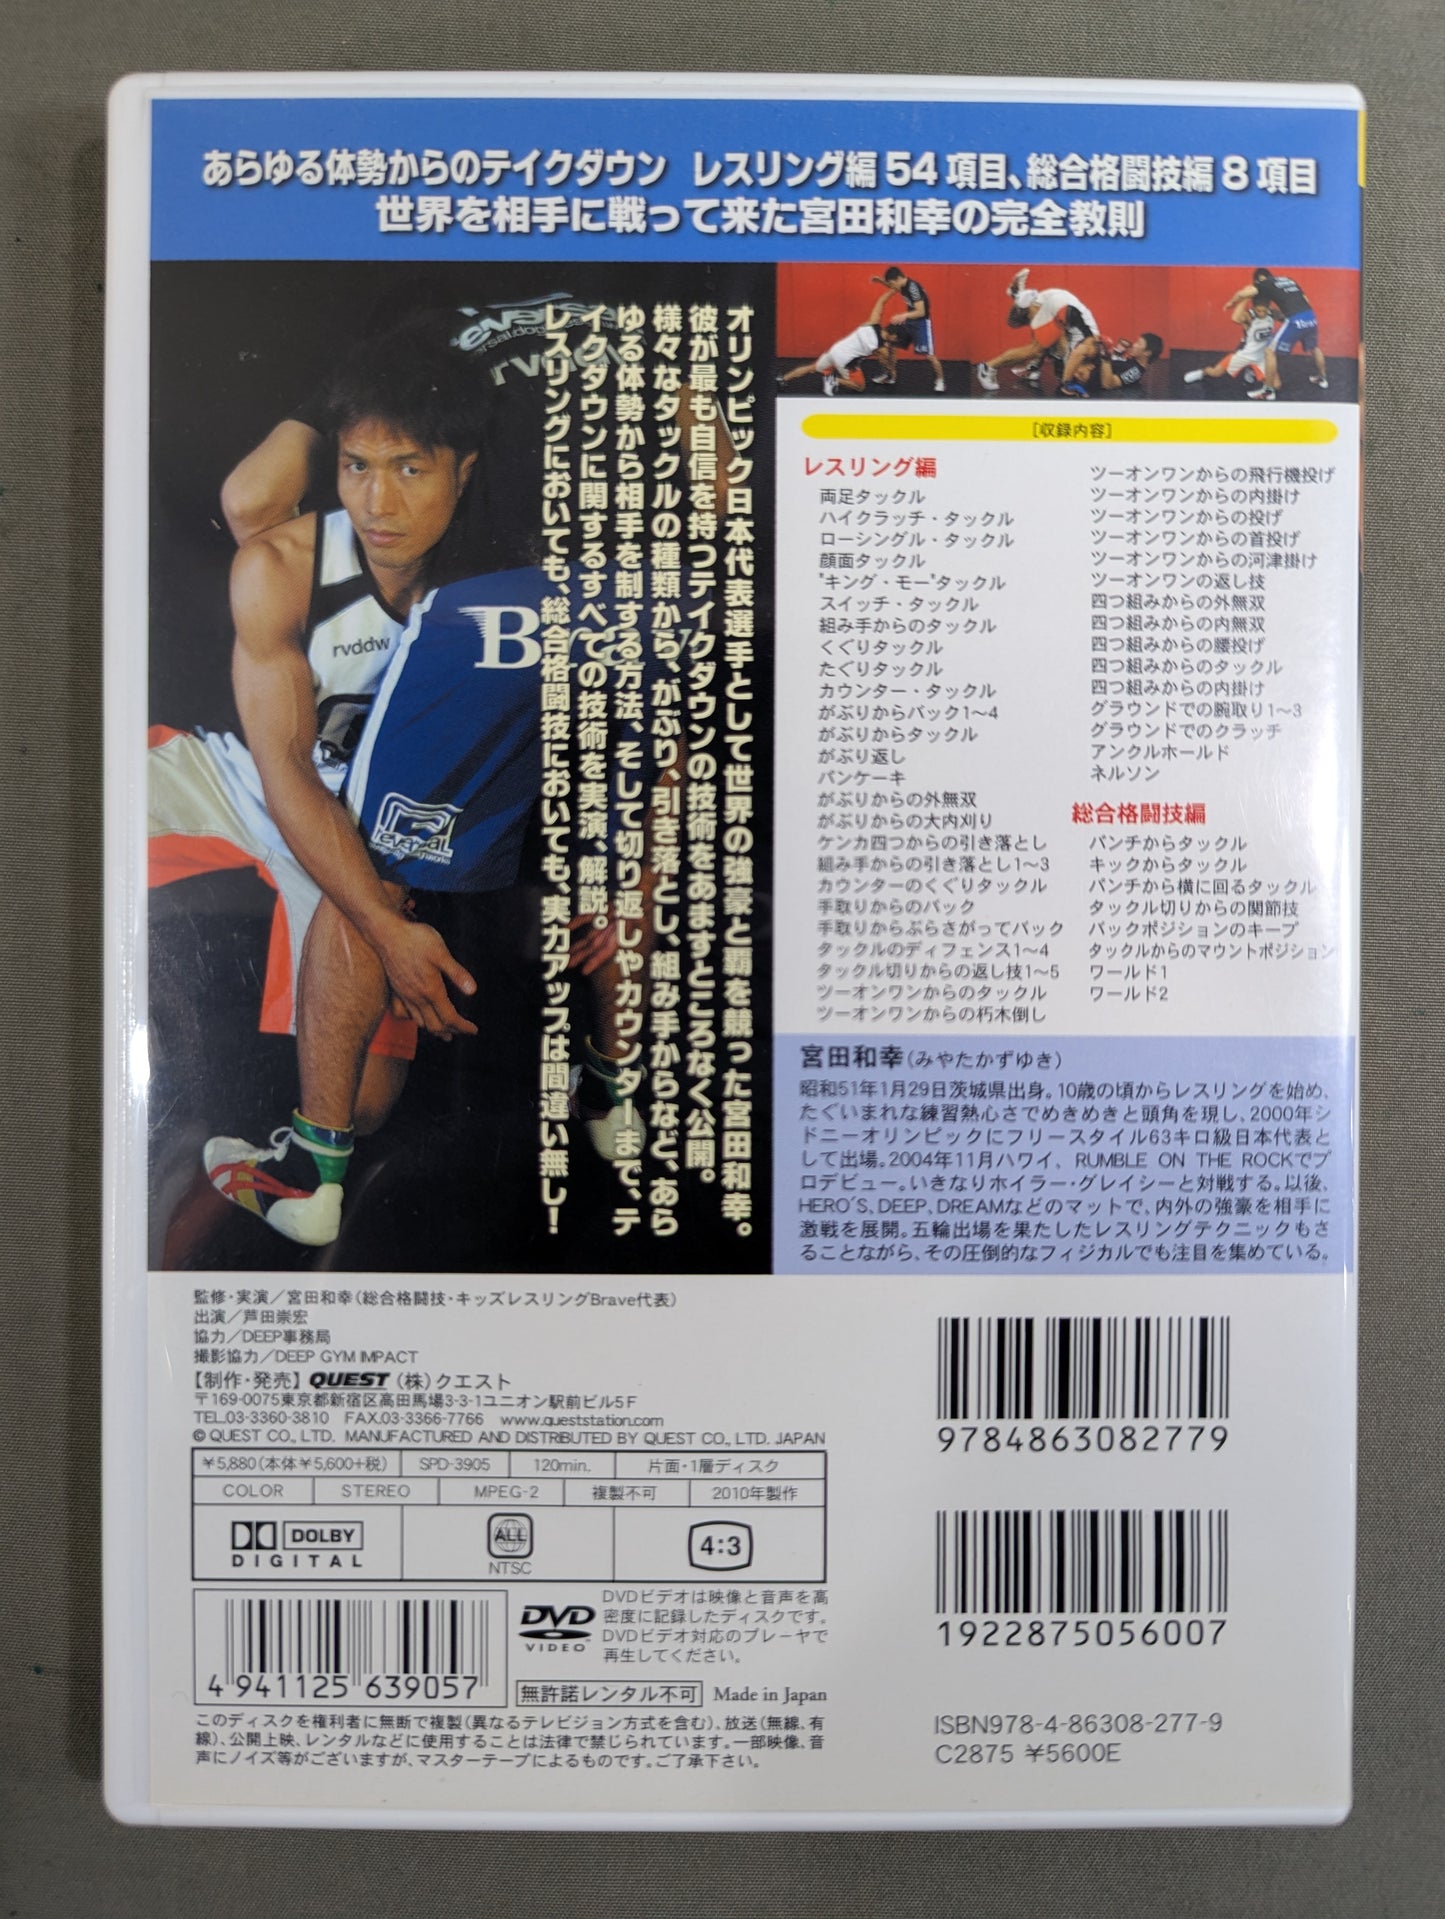 あらゆる体勢からのテイクダウン レスリング編54項目、総合格闘技編8項目
世界を相手に戦って来た宮田和幸の完全教則
オリンピック日本代表選手として世界の強豪と覇を競った宮田和幸。
彼が最も自信を持つテイクダウンの技術をあますところなく公開。
様々なタックルの種類から、がぶり、引き落とし、組み手からなど、あら
ゆる体勢から相手を制する方法、そして切り返しやカウンターまで、テ
イクダウンに関するすべての技術を実演、解説。
レスリングにおいても、総合格闘技においても、実力アップは間違い無し!
rvddw
reversal
[収録内容]
レスリング編
両足タックル
ハイクラッチ・タックル
ローシングル・タックル
顔面タックル
"キング・モー"タックル
スイッチ・タックル
組み手からのタックル
くぐりタックル
たぐりタックル
カウンター・タックル
がぶりからバック1〜4
がぶりからタックル
がぶり返し
パンケーキ
がぶりからの外無双
がぶりからの大内刈り
ケンカ四つからの引き落とし
組み手からの引き落とし1〜3
カウンターのくぐりタックル
手取りからのバック
手取りからぶらさがってバック
タックルのディフェンス1〜4
タックル切りからの返し技1〜5
ツーオンワンからのタックル
ツーオンワンからの朽木倒し
ツーオンワンからの飛行機投げ
ツーオンワンからの内掛け
ツーオンワンからの投げ
ツーオンワンからの首投げ
ツーオンワンからの河津掛け
ツーオンワンの返し技
四つ組みからの外無双
四つ組みからの内無双
四つ組みからの腰投げ
四つ組みからのタックル
四つ組みからの内掛け
グラウンドでの腕取り1〜3
グラウンドでのクラッチ
アンクルホールド
ネルソン
総合格闘技編
パンチからタックル
キックからタックル
パンチから横に回るタックル
タックル切りからの関節技
バックポジションのキープ
タックルからのマウントポジション
ワールド1
ワールド2
宮田和幸(みやたかずゆき)
昭和51年1月29日茨城県出身。10歳の頃からレスリングを始め、
たぐいまれな練習熱心さでめきめきと頭角を現し、2000年シ
ドニーオリンピックにフリースタイル63キロ級日本代表と
して出場。2004年11月ハワイ、RUMBLE ON THE ROCKでプ
ロデビュー。いきなりホイラー・グレイシーと対戦する。以後、
HERO'S、DEEP、DREAMなどのマットで、内外の強豪を相手に
激戦を展開。五輪出場を果たしたレスリングテクニックもさ
ることながら、その圧倒的なフィジカルでも注目を集めている。
監修・実演／宮田和幸(総合格闘技・キッズレスリングBrave代表)
出演／芦田崇宏
協力／DEEP事務局
撮影協力／DEEP GYM IMPACT
【制作・発売】QUEST (株)クエスト
〒169-0075東京都新宿区高田馬場3-3-1ユニオン駅前ビル5F
TEL.03-3360-3810 FAX.03-3366-7766 www.queststation.com
© QUEST CO., LTD. MANUFACTURED AND DISTRIBUTED BY QUEST CO., LTD. JAPAN
¥5,880(本体¥5,600+税) SPD-3905 120min. 片面・1層ディスク
COLOR STEREO MPEG-2 複製不可 2010年製作
DOLBY
DIGITAL
ALL
NTSC
4:3
4 941125 639057
DVD
VIDEO
DVDビデオは映像と音声を高
密度に記録したディスクです。
DVDビデオ対応のプレーヤで
再生してください。
無許諾レンタル不可 Made in Japan
このディスクを権利者に無断で複製(異なるテレビジョン方式を含む)、放送(無線、有
線)、公開上映、レンタルなどに使用することは法律で禁じられています。一部映像、音
声にノイズ等がございますが、マスターテープによるものです。ご了承下さい。
9784863082779
1922875056007
ISBN978-4-86308-277-9
C2875 ¥5600E